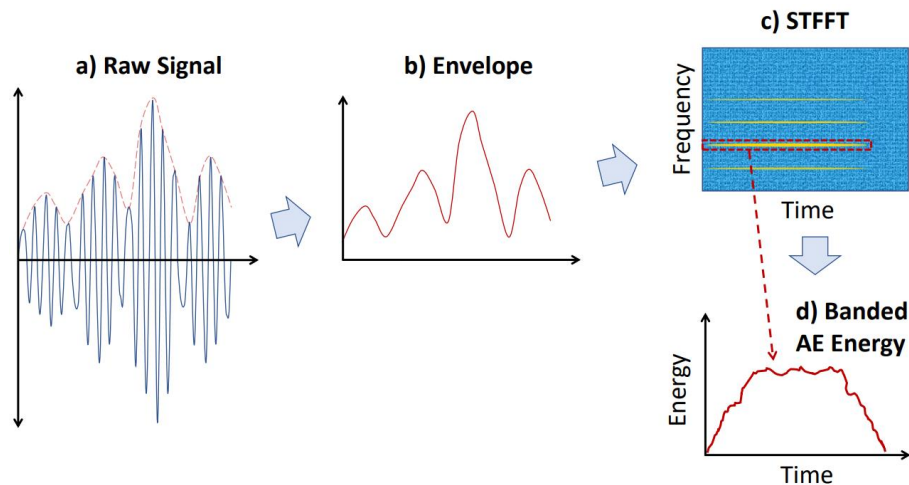 a) Raw Signal
b) Envelope
c) STFFT
Frequency
Time
d) Banded
AE Energy
Energy
Time